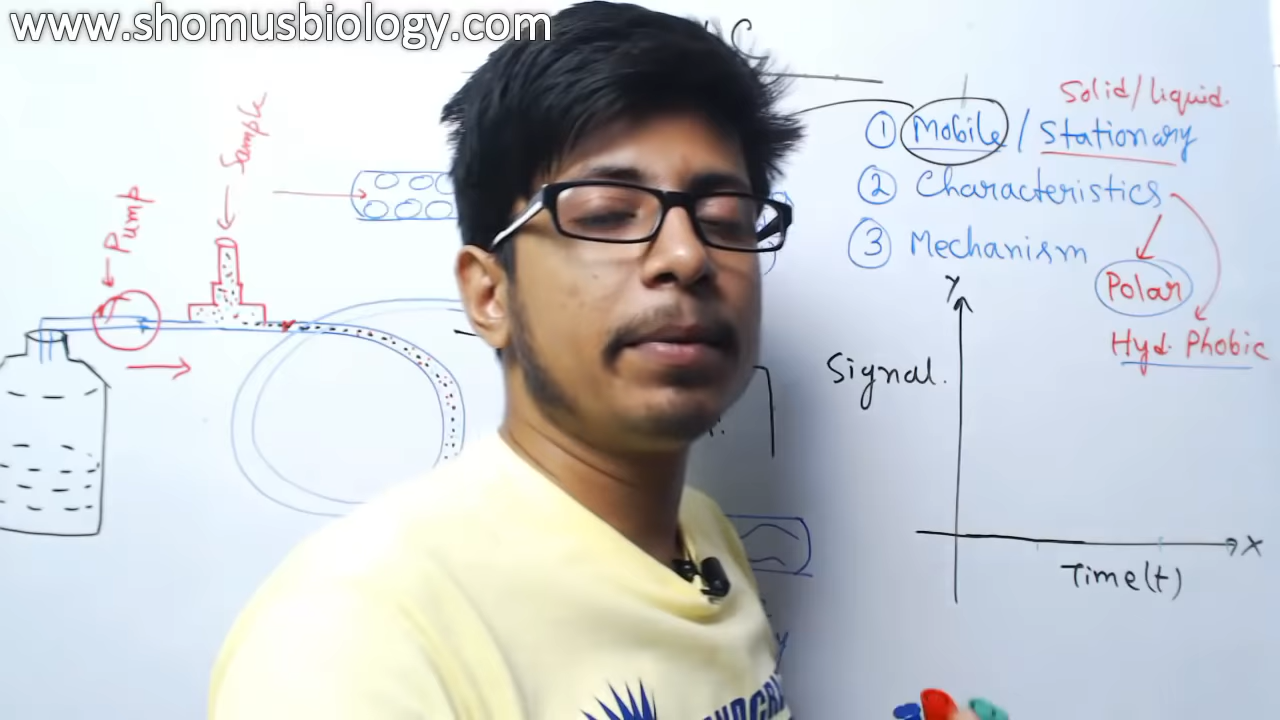 www.shomusbiology.com
C
Solid/liquid.
① Mobile / Stationary
② Characteristics
③ Mechanism
Polar
Hyd. Phobic
Sample
Pump
Y
Signal.
X
Time(t)